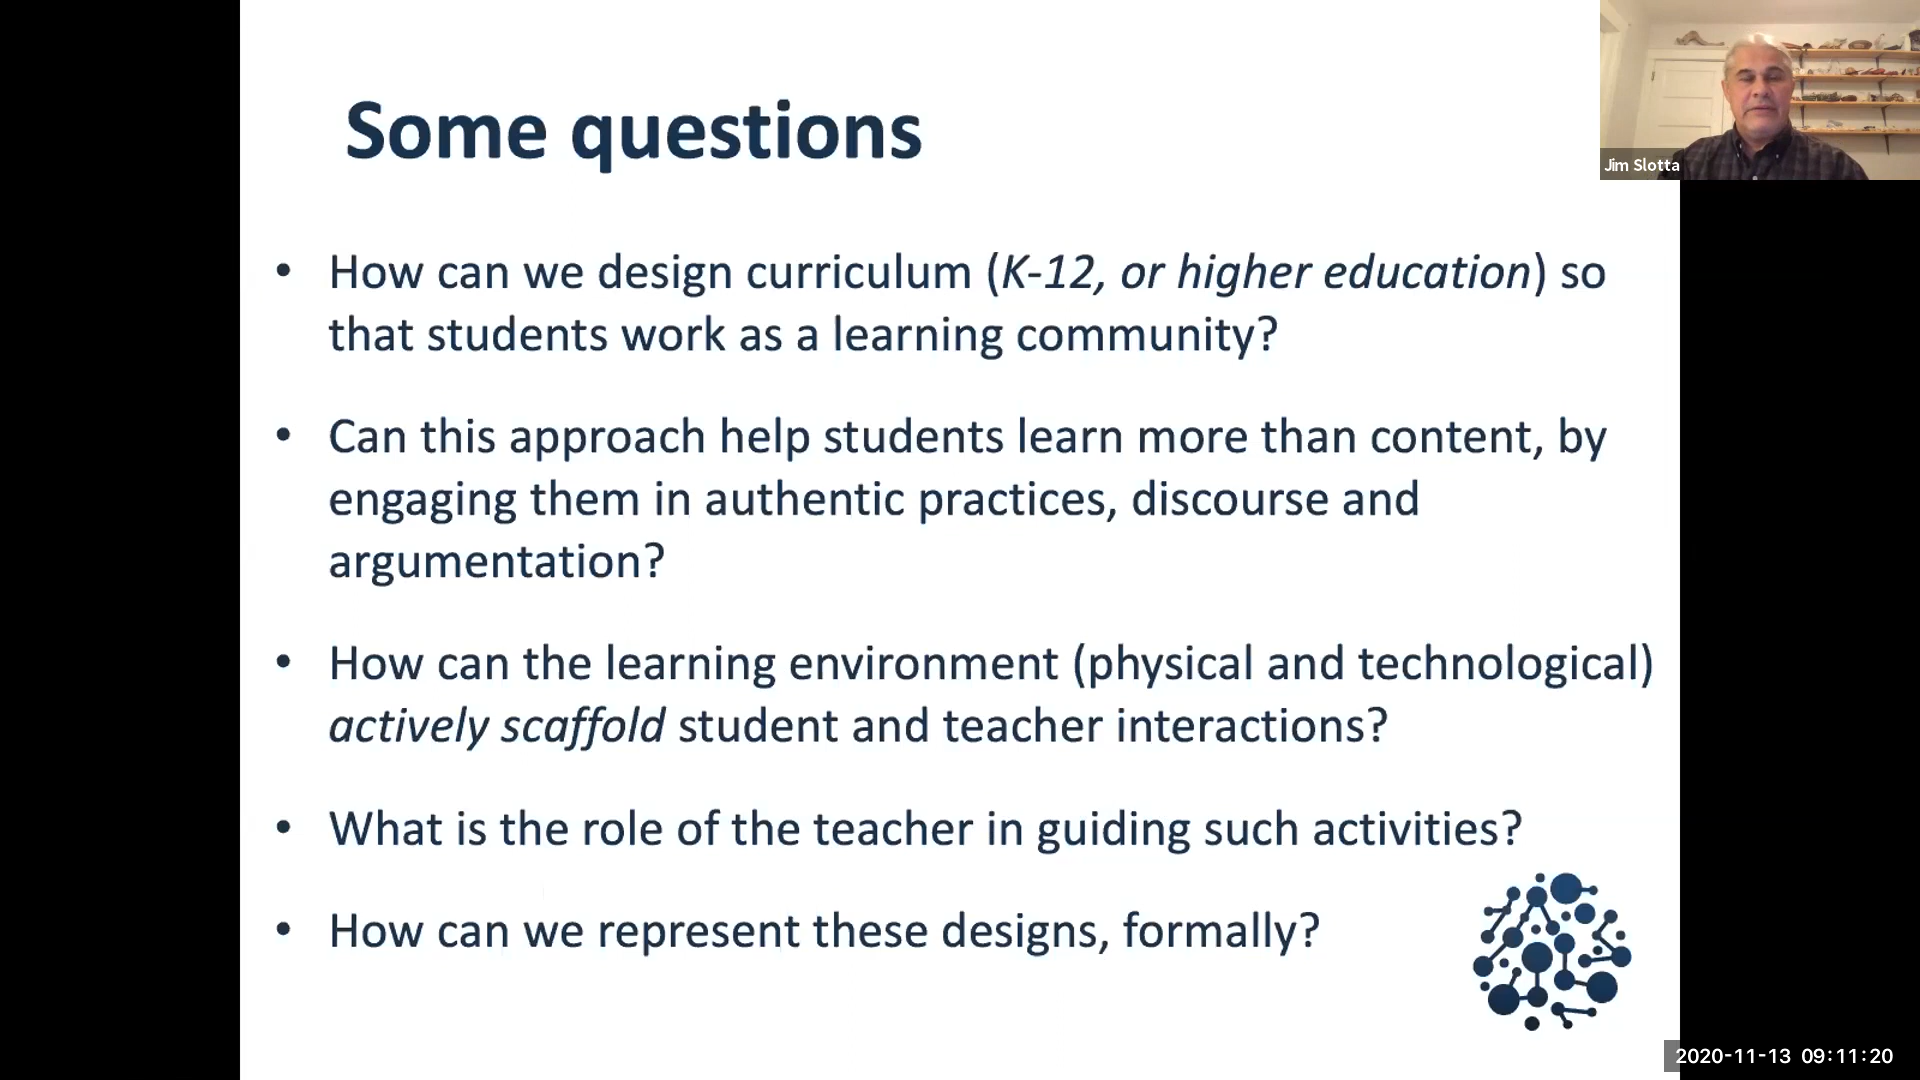 Some questions
Jim Slotta
• How can we design curriculum (K-12, or higher education) so
that students work as a learning community?
• Can this approach help students learn more than content, by
engaging them in authentic practices, discourse and
argumentation?
• How can the learning environment (physical and technological)
actively scaffold student and teacher interactions?
• What is the role of the teacher in guiding such activities?
• How can we represent these designs, formally?
2020-11-13 09:11:20